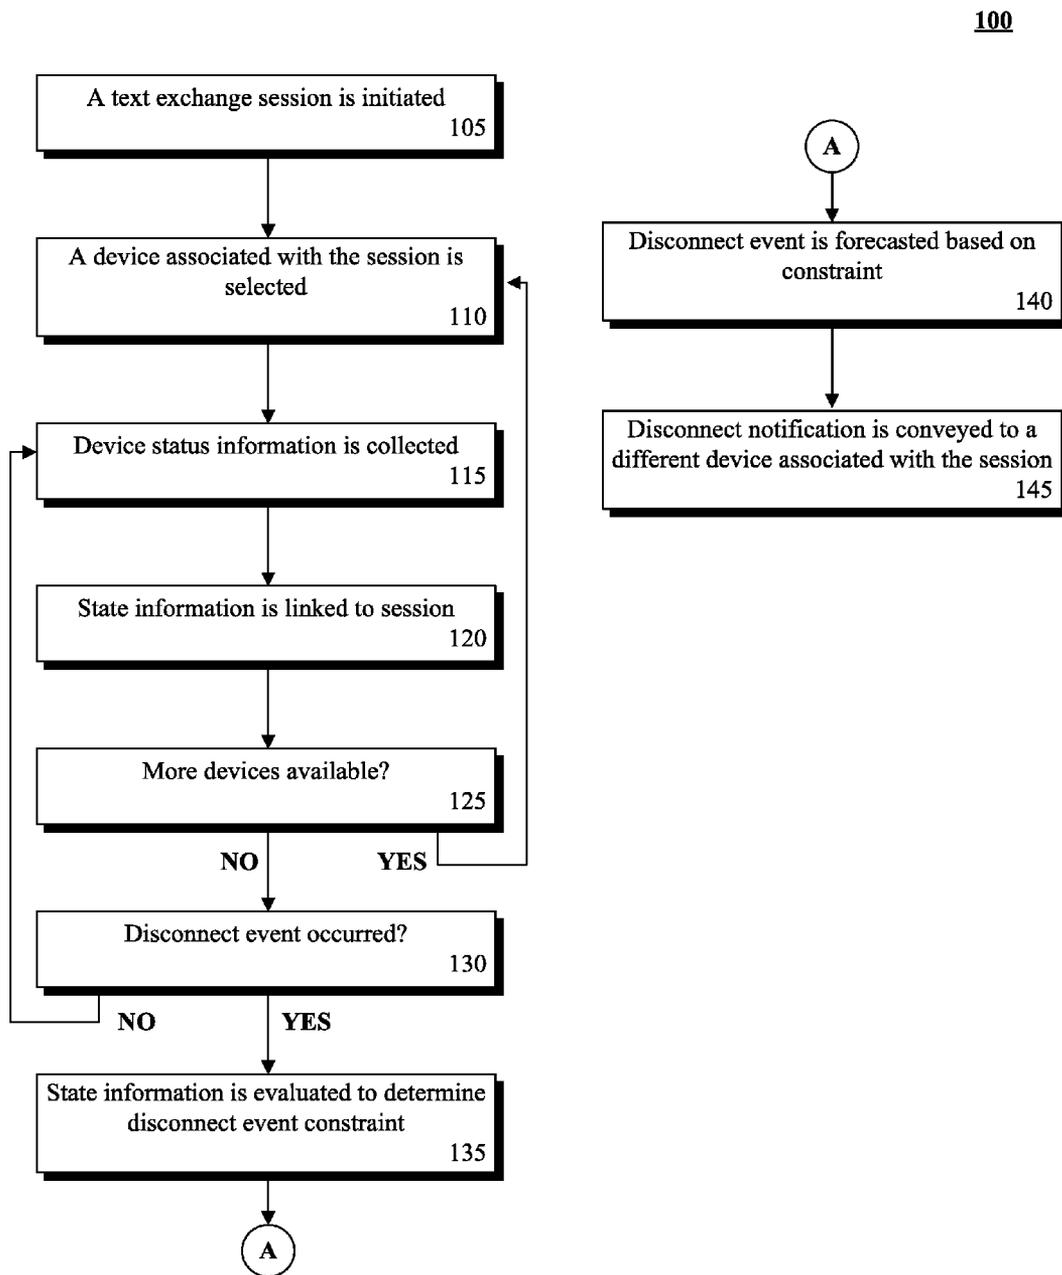 100
A text exchange session is initiated
105
A device associated with the session is
selected
110
Device status information is collected
115
State information is linked to session
120
More devices available?
125
NO
YES
Disconnect event occurred?
130
NO
YES
State information is evaluated to determine
disconnect event constraint
135
A
A
Disconnect event is forecasted based on
constraint
140
Disconnect notification is conveyed to a
different device associated with the session
145